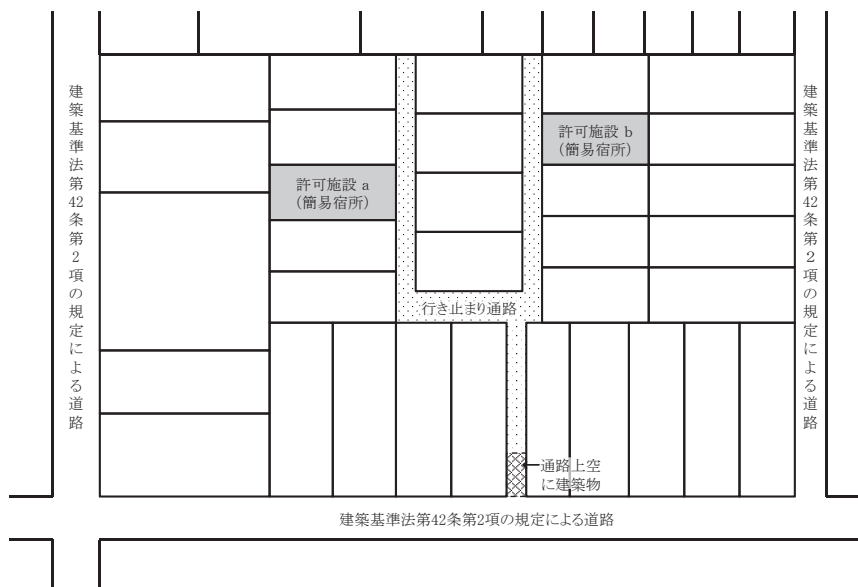 建築基準法第42条第2項の規定による道路
許可施設 a
（簡易宿所）
許可施設 b
（簡易宿所）
建築基準法第42条第2項の規定による道路
行き止まり通路
通路上空
に建築物
建築基準法第42条第2項の規定による道路